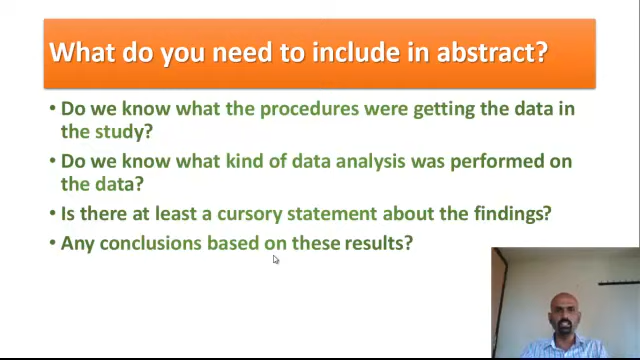 What do you need to include in abstract?
• Do we know what the procedures were getting the data in
the study?
• Do we know what kind of data analysis was performed on
the data?
• Is there at least a cursory statement about the findings?
• Any conclusions based on these results?